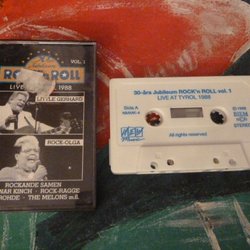 VOL. 1
ROCK'N ROLL
1988
LITTLE GERHARD
ROCK-OLGA
ROCKANDE SAMEN
ROCK-RAGGE
ROHDE · THE MELONS m.fl.
30-års Jubileum ROCK'n ROLL vol. 1
LIVE AT TYROL 1988
Side A
All rights reserved